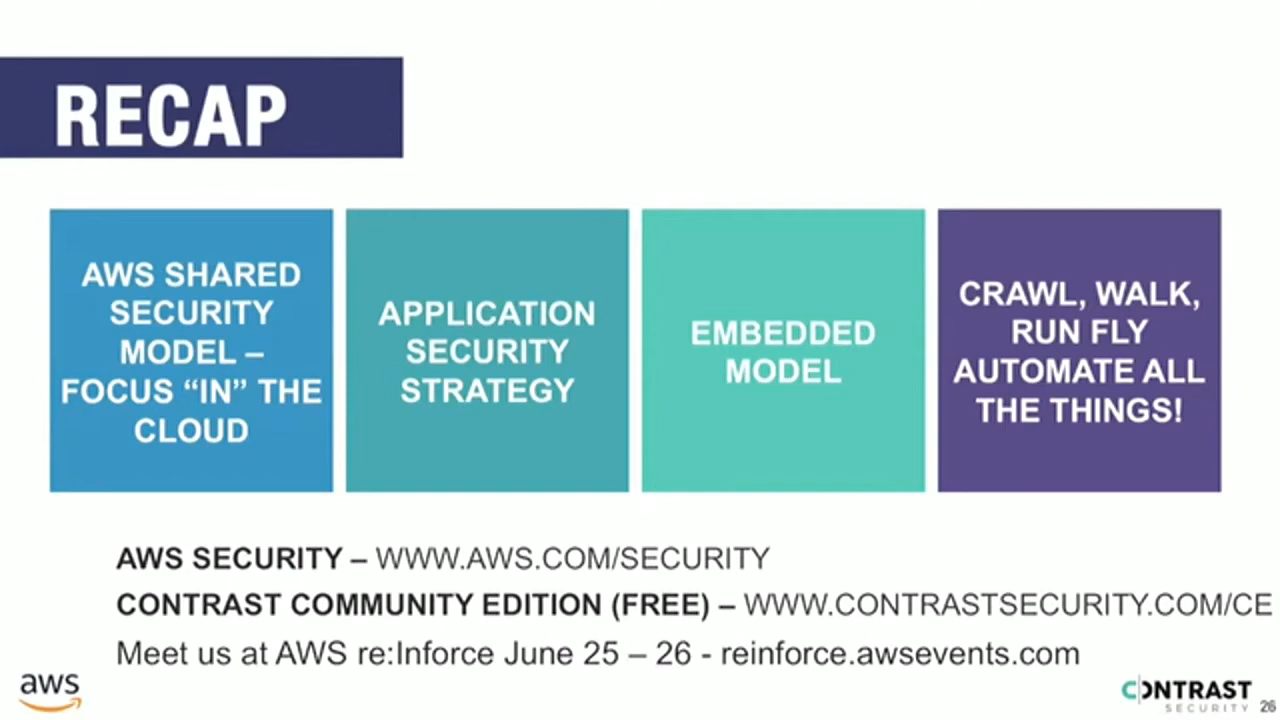 RECAP
AWS SHARED
SECURITY
MODEL –
FOCUS “IN” THE
CLOUD
APPLICATION
SECURITY
STRATEGY
EMBEDDED
MODEL
CRAWL, WALK,
RUN FLY
AUTOMATE ALL
THE THINGS!
AWS SECURITY – WWW.AWS.COM/SECURITY
CONTRAST COMMUNITY EDITION (FREE) – WWW.CONTRASTSECURITY.COM/CE
Meet us at AWS re:Inforce June 25 – 26 - reinforce.awsevents.com
aws
CONTRAST
SECURITY
26